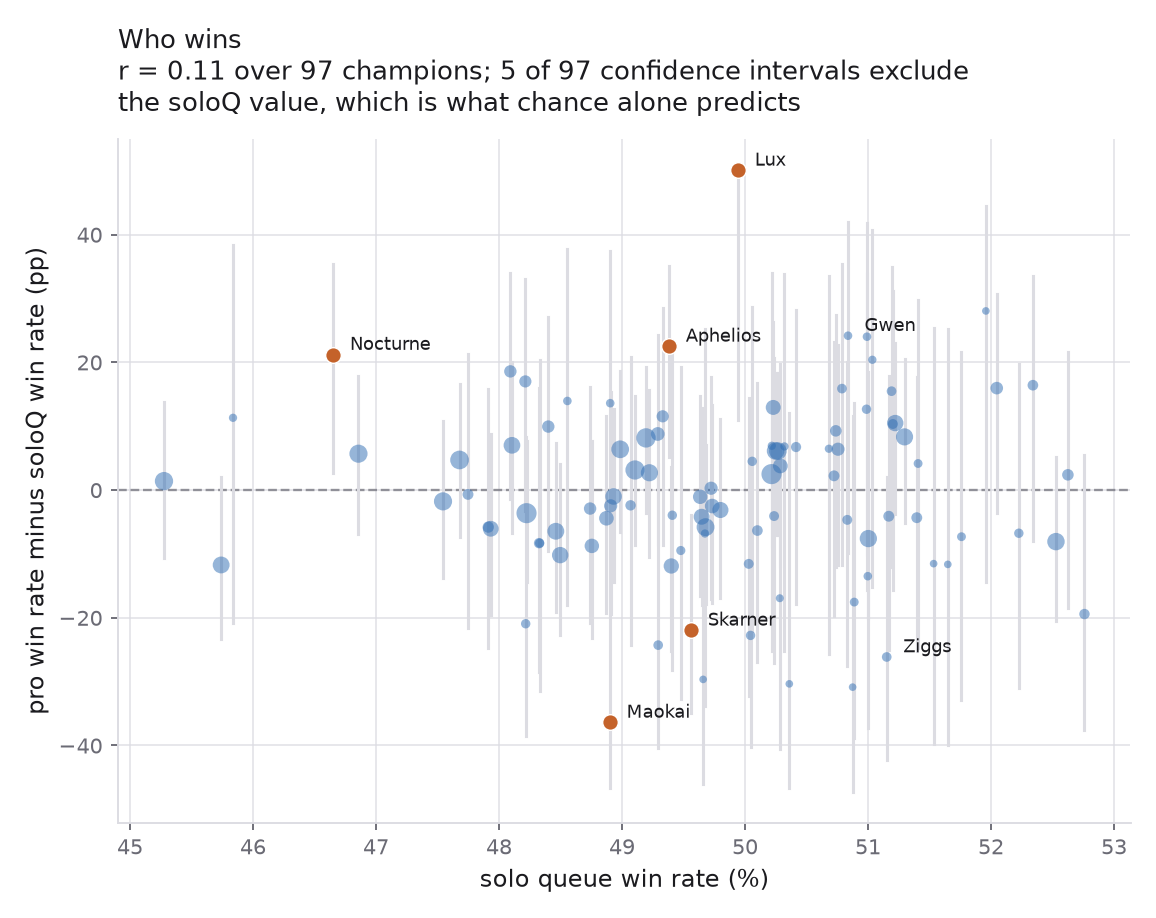 Who wins
r = 0.11 over 97 champions; 5 of 97 confidence intervals exclude
the soloQ value, which is what chance alone predicts
Lux
40
Gwen
Aphelios
Nocturne
20
0
Skarner
−20
Ziggs
Maokai
−40
pro win rate minus soloQ win rate (pp)
45 46 47 48 49 50 51 52 53
solo queue win rate (%)